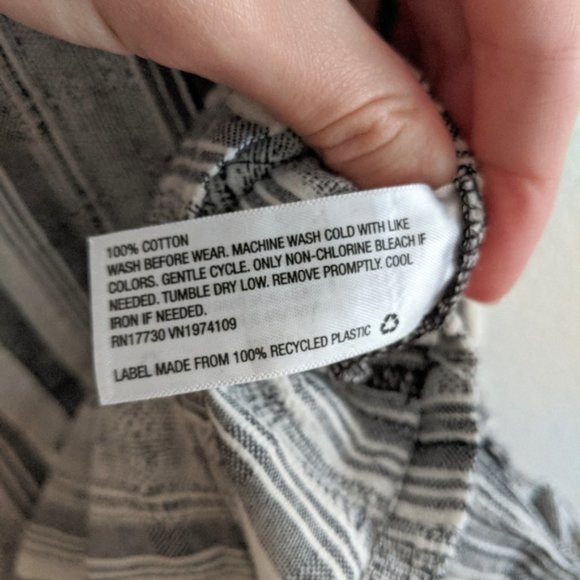 100% COTTON
WASH BEFORE WEAR. MACHINE WASH COLD WITH LIKE
COLORS. GENTLE CYCLE. ONLY NON-CHLORINE BLEACH IF
NEEDED. TUMBLE DRY LOW. REMOVE PROMPTLY. COOL
IRON IF NEEDED.
RN17730 VN1974109
LABEL MADE FROM 100% RECYCLED PLASTIC